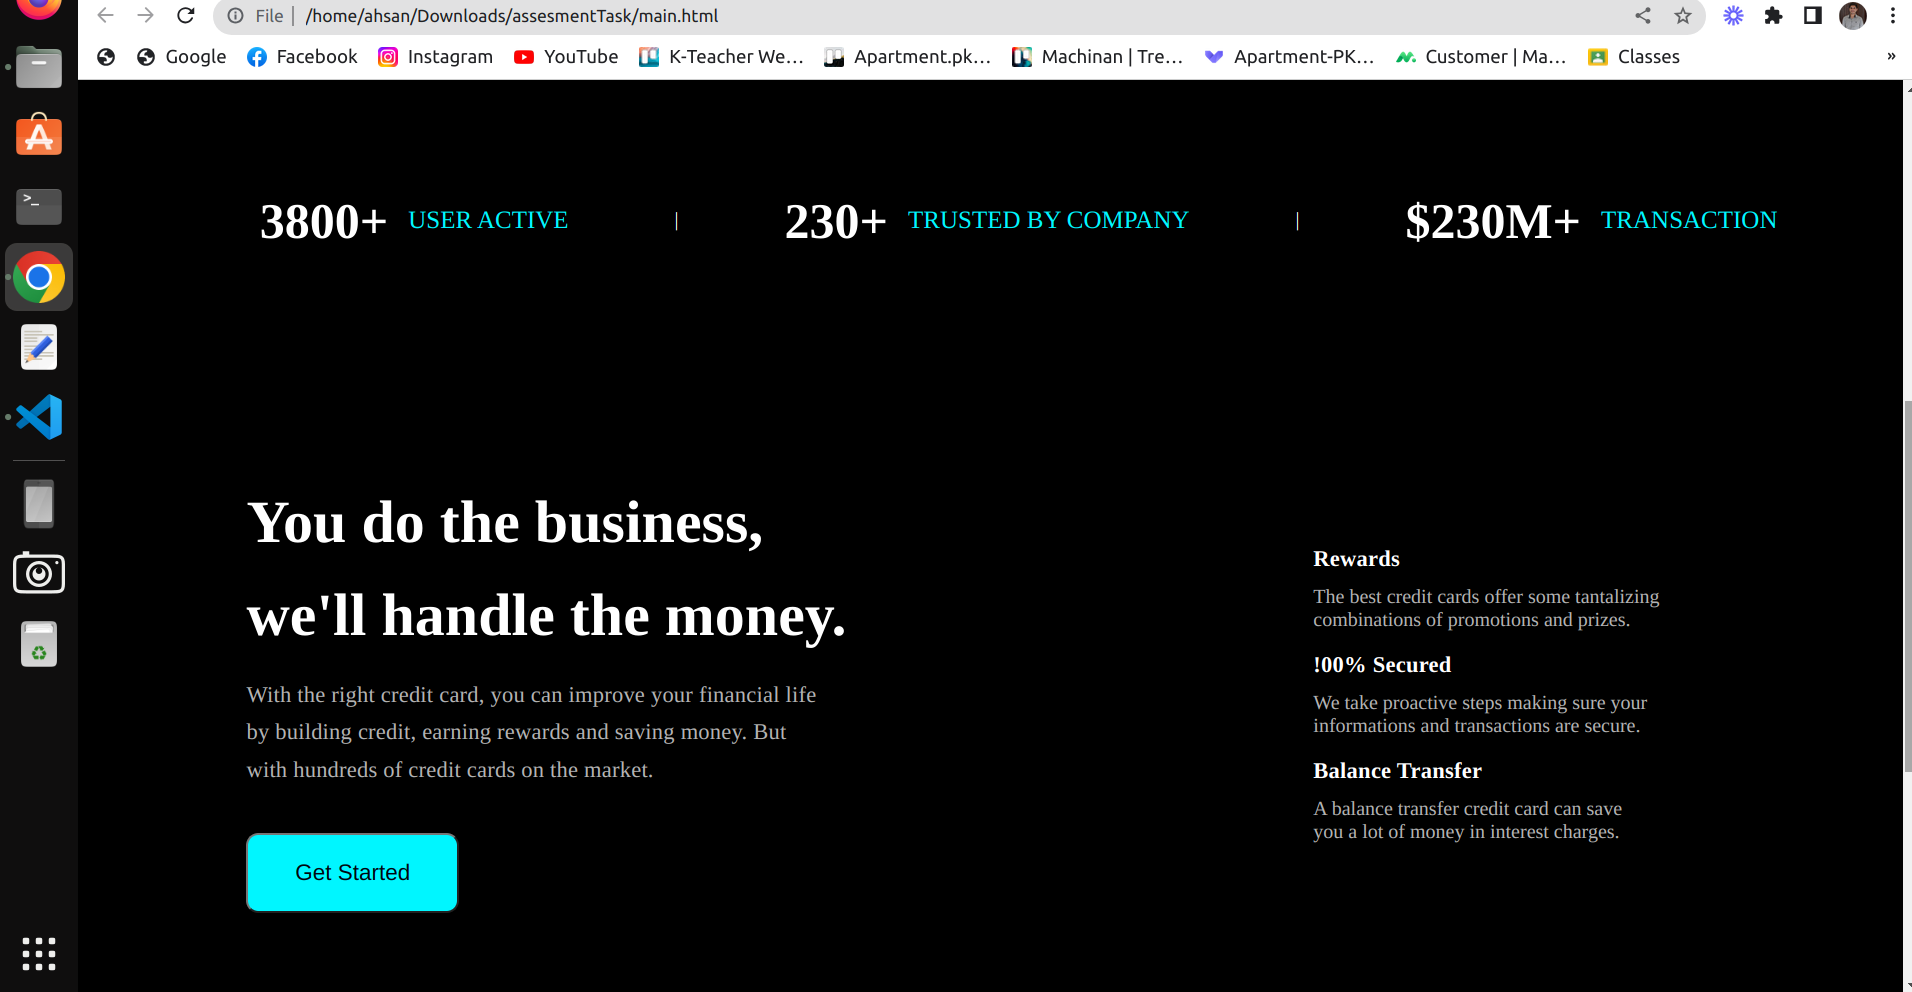 File | /home/ahsan/Downloads/assesmentTask/main.html
Google Facebook Instagram YouTube K-Teacher We... Apartment.pk... Machinan | Tre... Apartment-PK... Customer | Ma... Classes »
3800+ USER ACTIVE | 230+ TRUSTED BY COMPANY | $230M+ TRANSACTION
You do the business,
we'll handle the money.
With the right credit card, you can improve your financial life
by building credit, earning rewards and saving money. But
with hundreds of credit cards on the market.
Get Started
Rewards
The best credit cards offer some tantalizing
combinations of promotions and prizes.
!00% Secured
We take proactive steps making sure your
informations and transactions are secure.
Balance Transfer
A balance transfer credit card can save
you a lot of money in interest charges.